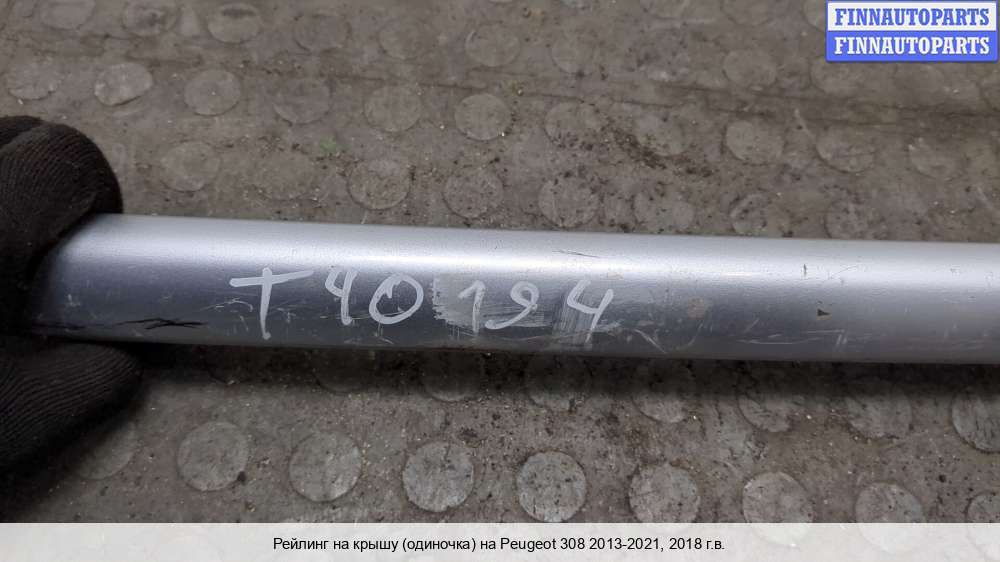 FINNAUTOPARTS
FINNAUTOPARTS
T40194
Рейлинг на крышу (одиночка) на Peugeot 308 2013-2021, 2018 г.в.